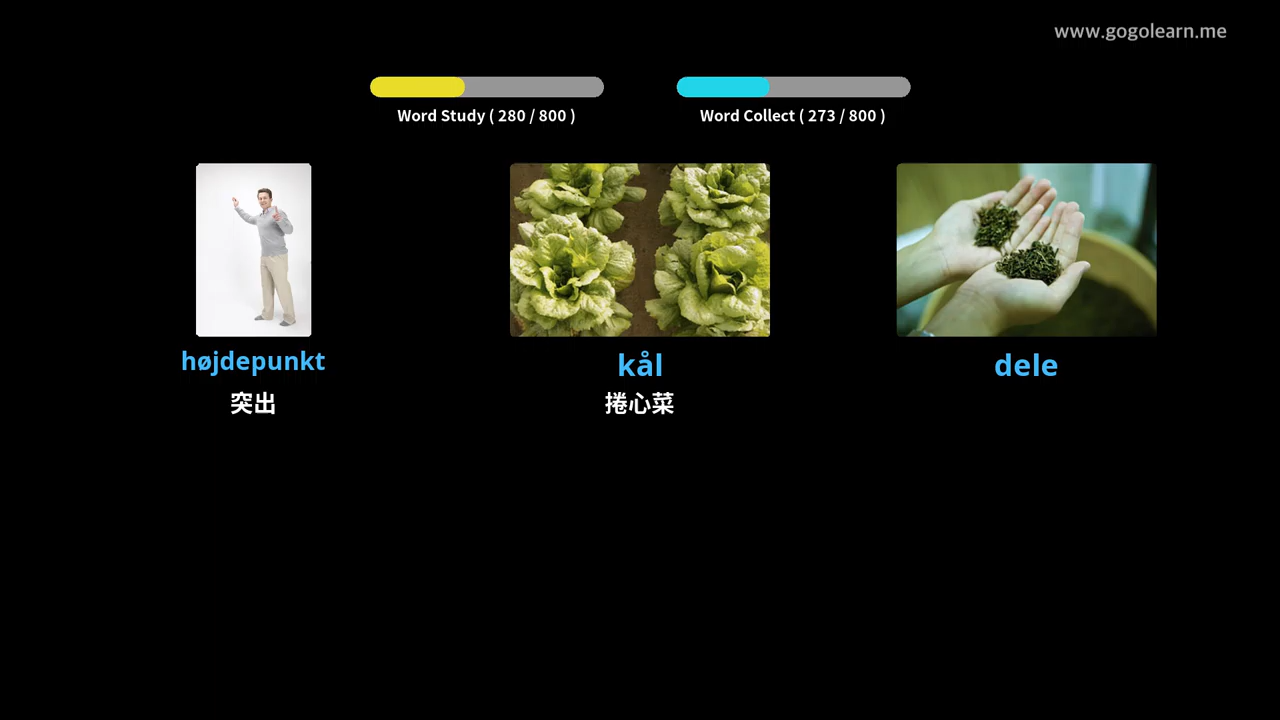 www.gogolearn.me
Word Study ( 280 / 800 )
Word Collect ( 273 / 800 )
højdepunkt
突出
kål
捲心菜
dele